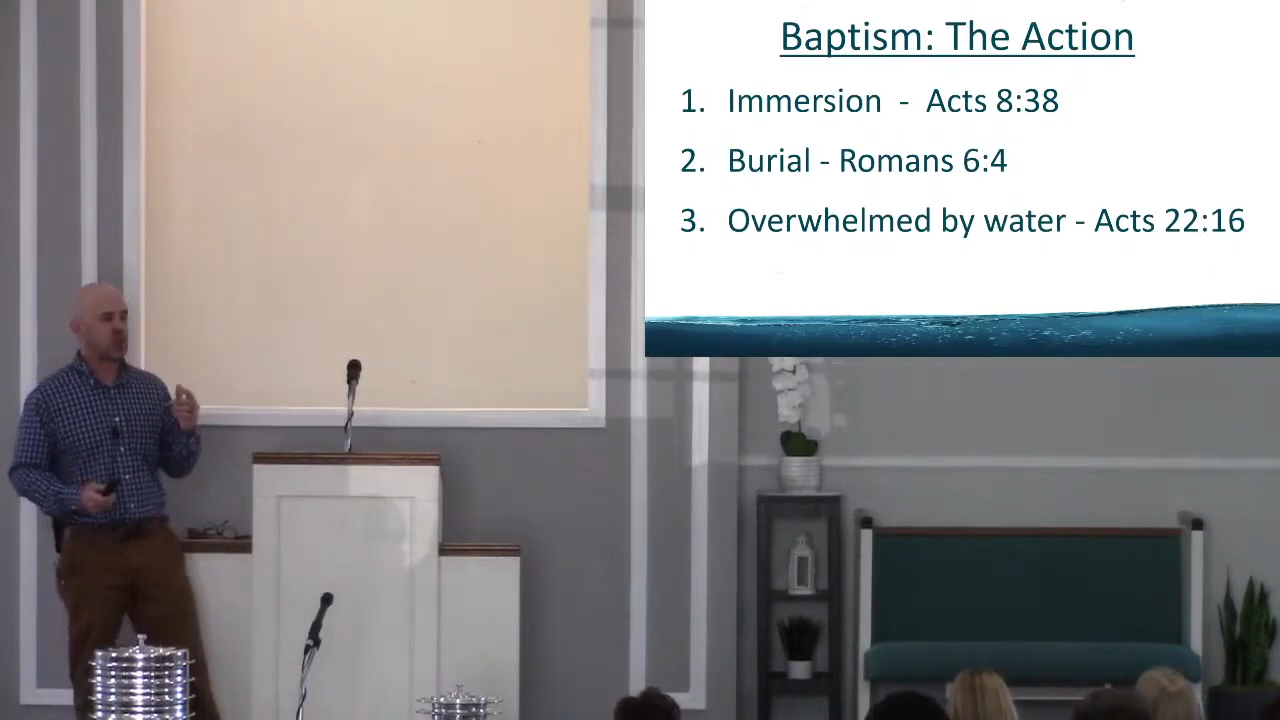 Baptism: The Action
1. Immersion - Acts 8:38
2. Burial - Romans 6:4
3. Overwhelmed by water - Acts 22:16